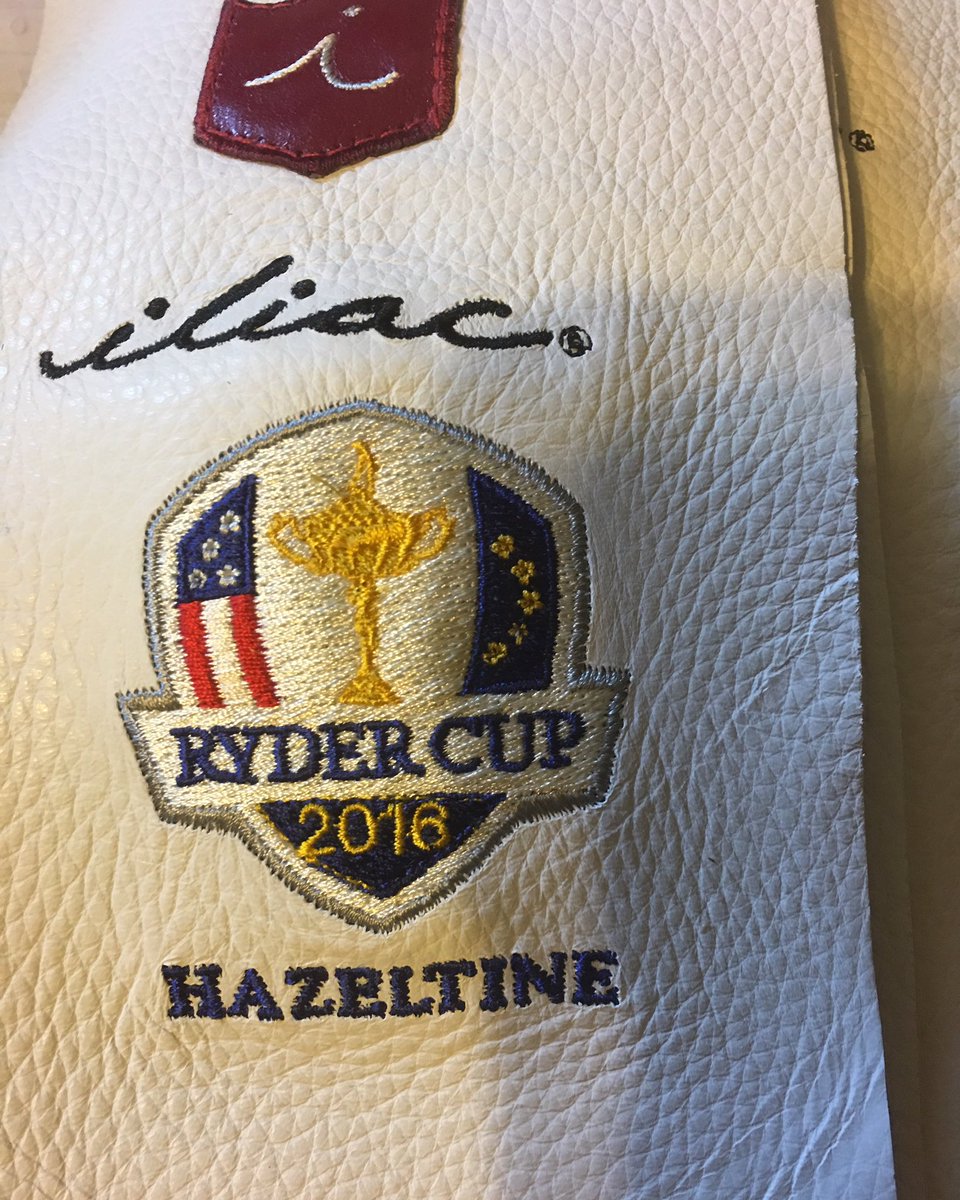 i
iliac®
RYDER CUP
2016
HAZELTINE